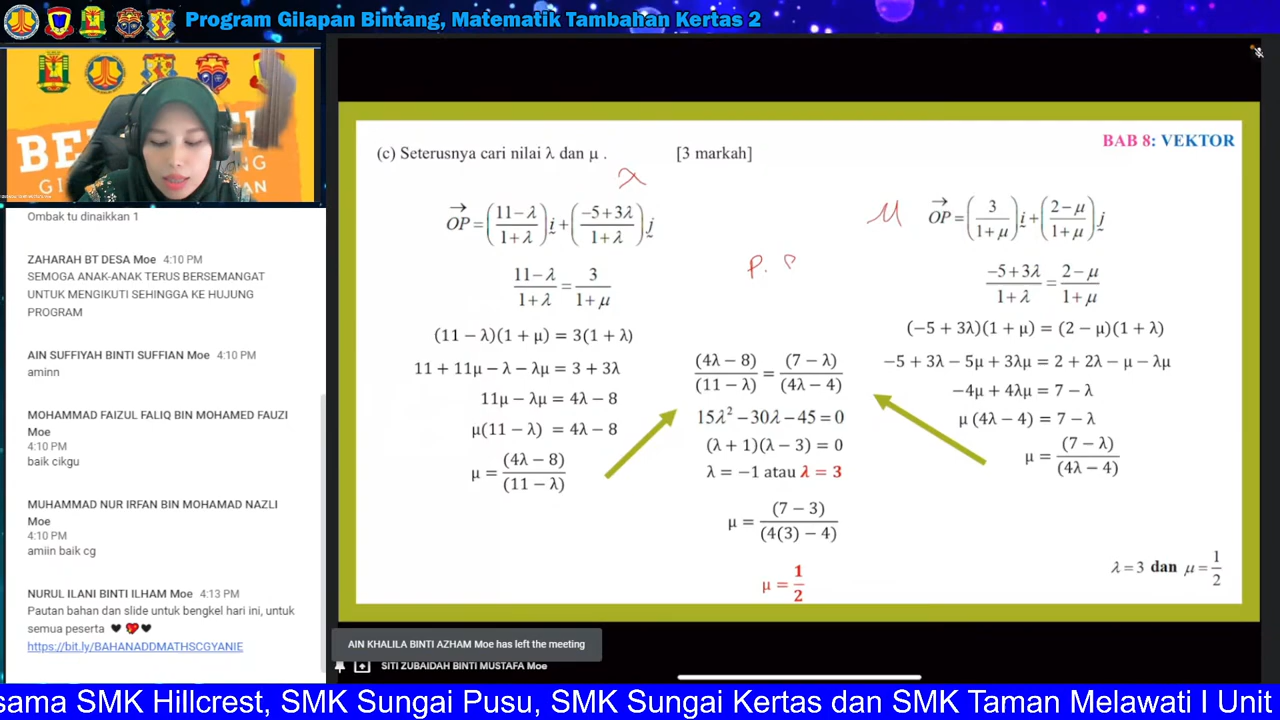 Program Gilapan Bintang, Matematik Tambahan Kertas 2
Ombak tu dinaikkan 1
ZAHARAH BT DESA Moe 4:10 PM
SEMOGA ANAK-ANAK TERUS BERSEMANGAT
UNTUK MENGIKUTI SEHINGGA KE HUJUNG
PROGRAM
AIN SUFFIYAH BINTI SUFFIAN Moe 4:10 PM
aminn
MOHAMMAD FAIZUL FALIQ BIN MOHAMED FAUZI
Moe
4:10 PM
baik cikgu
MUHAMMAD NUR IRFAN BIN MOHAMAD NAZLI
Moe
4:10 PM
amiin baik cg
NURUL ILANI BINTI ILHAM Moe 4:13 PM
Pautan bahan dan slide untuk bengkel hari ini, untuk
semua peserta 🖤 💝 🖤
https://bit.ly/BAHANADDMATHSCGYANIE
BAB 8: VEKTOR
(c) Seterusnya cari nilai λ dan μ . [3 markah]
λ
OP = ((11−λ)/(1+λ)) i + ((−5+3λ)/(1+λ)) j
(11−λ)/(1+λ) = 3/(1+μ)
(11 − λ)(1 + μ) = 3(1 + λ)
11 + 11μ − λ − λμ = 3 + 3λ
11μ − λμ = 4λ − 8
μ(11 − λ) = 4λ − 8
μ = (4λ − 8)/(11 − λ)
P.
(4λ − 8)/(11 − λ) = (7 − λ)/(4λ − 4)
15λ² − 30λ − 45 = 0
(λ + 1)(λ − 3) = 0
λ = −1 atau λ = 3
μ = (7 − 3)/(4(3) − 4)
μ = 1/2
μ
OP = (3/(1+μ)) i + ((2−μ)/(1+μ)) j
(−5+3λ)/(1+λ) = (2−μ)/(1+μ)
(−5 + 3λ)(1 + μ) = (2 − μ)(1 + λ)
−5 + 3λ − 5μ + 3λμ = 2 + 2λ − μ − λμ
−4μ + 4λμ = 7 − λ
μ (4λ − 4) = 7 − λ
μ = (7 − λ)/(4λ − 4)
λ = 3 dan μ = 1/2
AIN KHALILA BINTI AZHAM Moe has left the meeting
SITI ZUBAIDAH BINTI MUSTAFA Moe
sama SMK Hillcrest, SMK Sungai Pusu, SMK Sungai Kertas dan SMK Taman Melawati I Unit